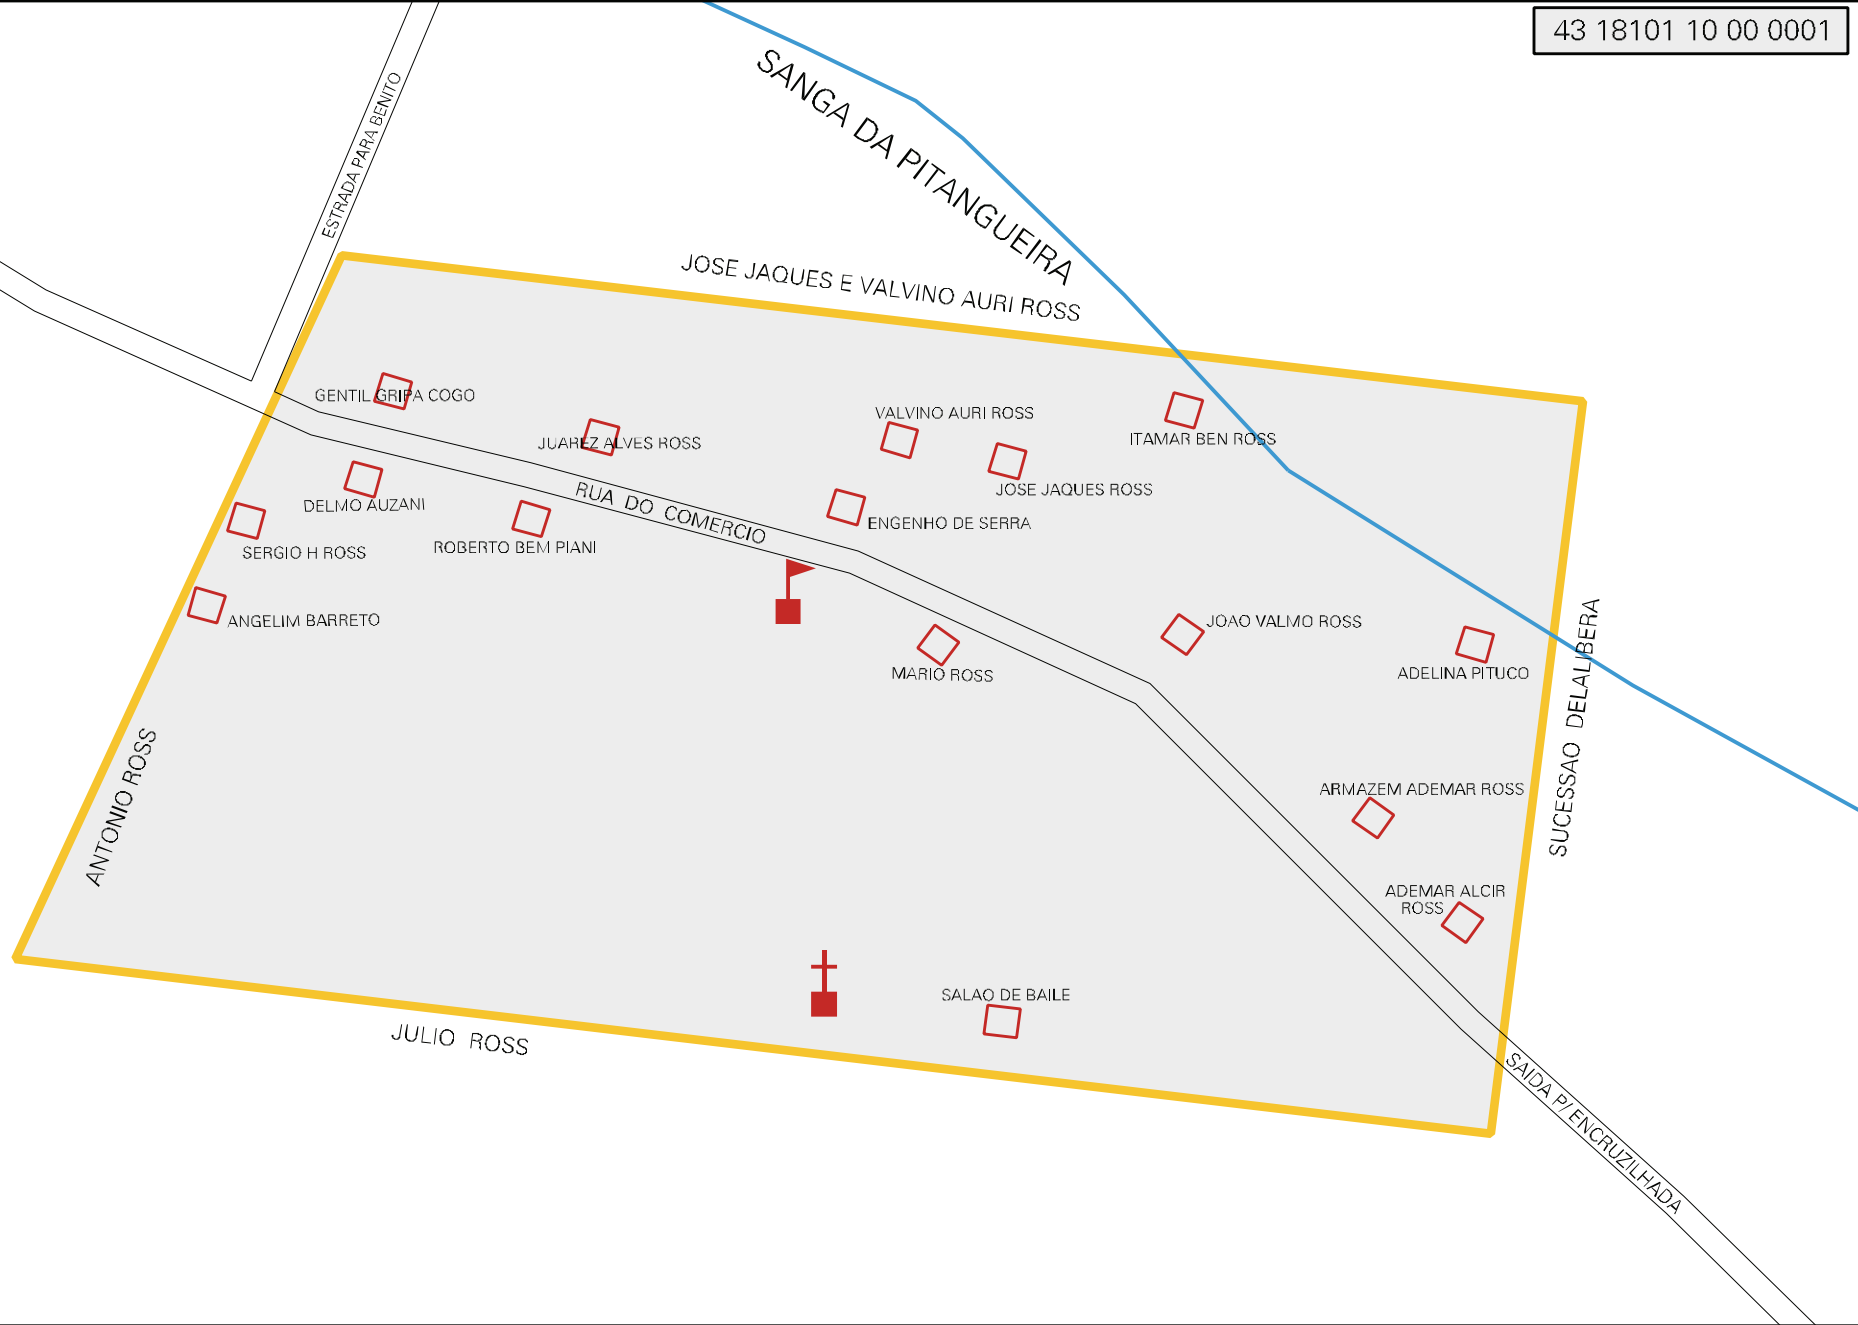 43 18101 10 00 0001
SANGA DA PITANGUEIRA
ESTRADA PARA BENITO
JOSE JAQUES E VALVINO AURI ROSS
GENTIL GRIPA COGO
JUAREZ ALVES ROSS
VALVINO AURI ROSS
ITAMAR BEN ROSS
JOSE JAQUES ROSS
DELMO AUZANI
RUA DO COMERCIO
ENGENHO DE SERRA
SERGIO H ROSS
ROBERTO BEM PIANI
ANGELIM BARRETO
JOAO VALMO ROSS
MARIO ROSS
ADELINA PITUCO
SUCESSAO DELALIBERA
ANTONIO ROSS
ARMAZEM ADEMAR ROSS
ADEMAR ALCIR
ROSS
SALAO DE BAILE
JULIO ROSS
SAIDA P/ ENCRUZILHADA